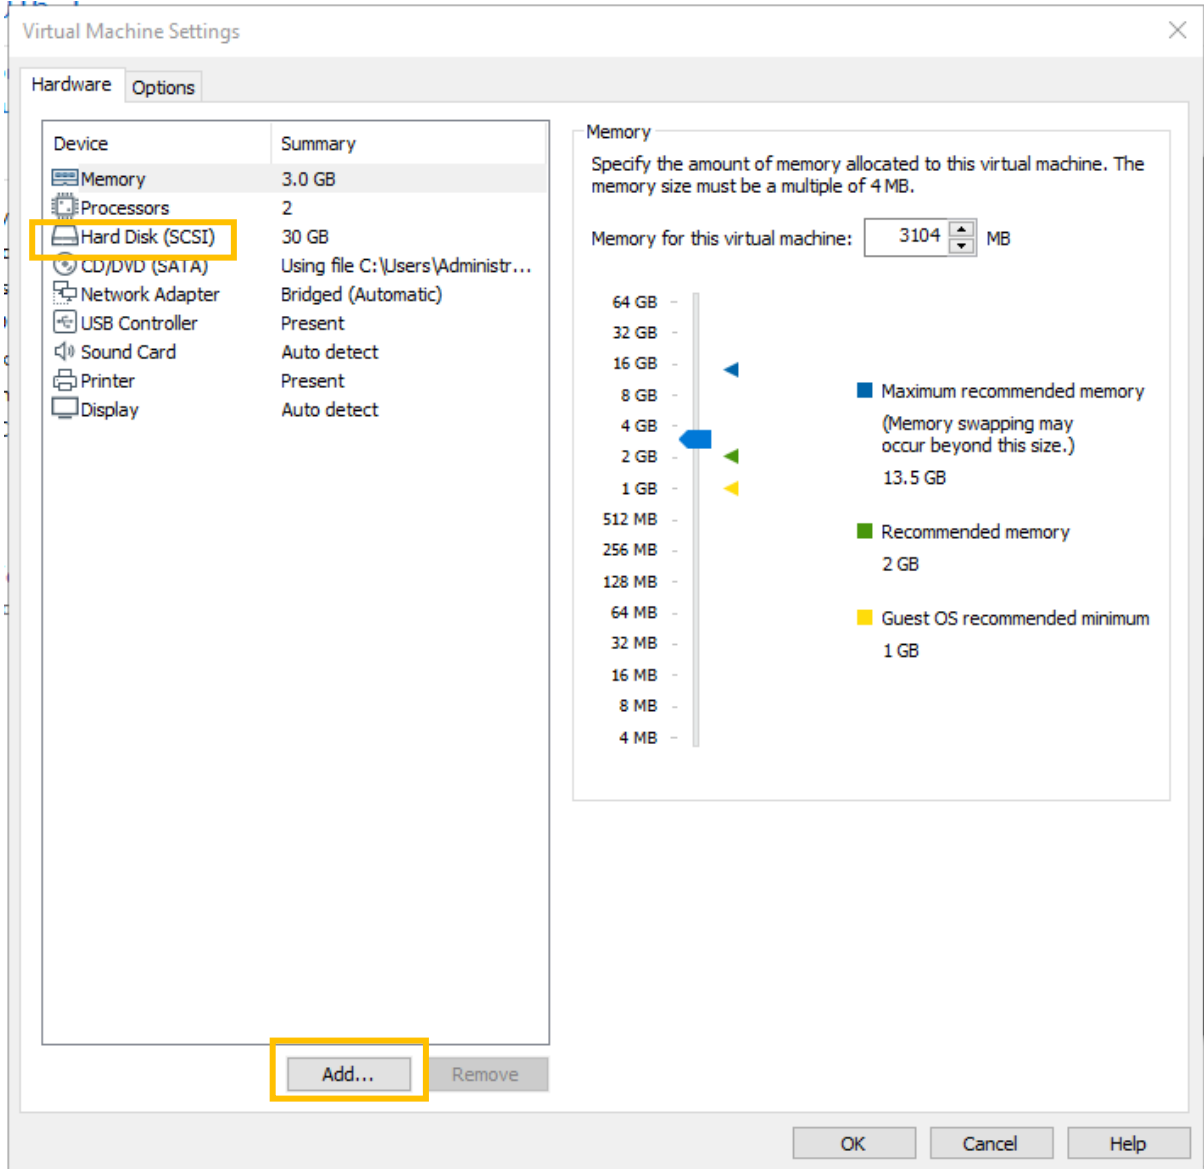 Virtual Machine Settings
Hardware
Options
Device Summary
Memory 3.0 GB
Processors 2
Hard Disk (SCSI) 30 GB
CD/DVD (SATA) Using file C:\Users\Administr...
Network Adapter Bridged (Automatic)
USB Controller Present
Sound Card Auto detect
Printer Present
Display Auto detect
Add...
Remove
Memory
Specify the amount of memory allocated to this virtual machine. The
memory size must be a multiple of 4 MB.
Memory for this virtual machine: 3104 MB
64 GB
32 GB
16 GB
8 GB
4 GB
2 GB
1 GB
512 MB
256 MB
128 MB
64 MB
32 MB
16 MB
8 MB
4 MB
Maximum recommended memory
(Memory swapping may
occur beyond this size.)
13.5 GB
Recommended memory
2 GB
Guest OS recommended minimum
1 GB
OK
Cancel
Help